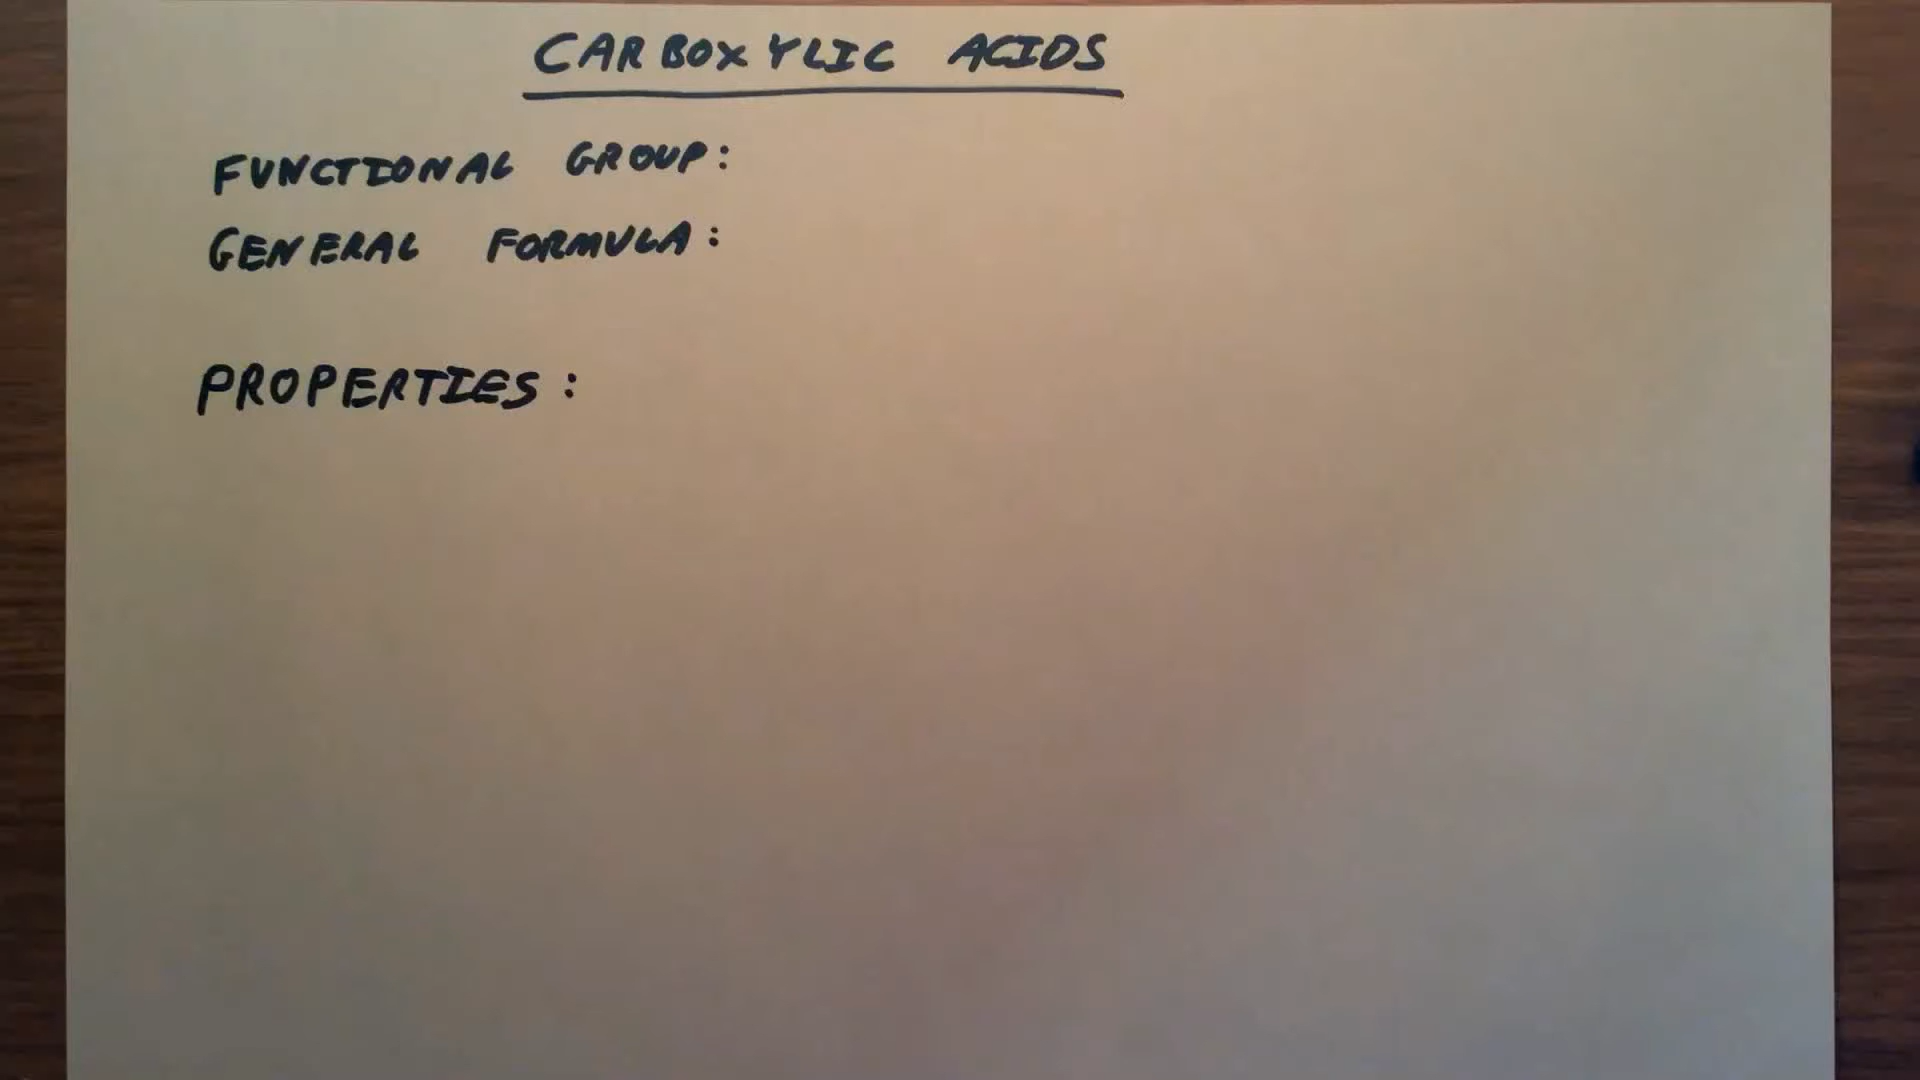 CARBOXYLIC ACIDS
FUNCTIONAL GROUP:
GENERAL FORMULA:
PROPERTIES: